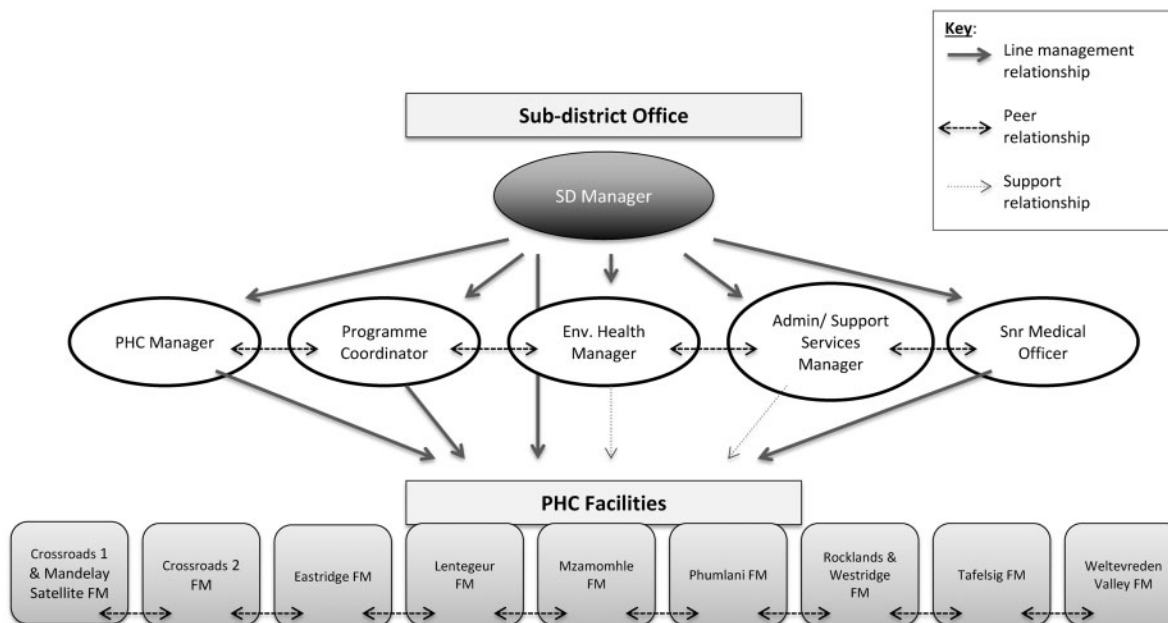 Key:
Line management
relationship
Peer
relationship
Support
relationship
Sub-district Office
SD Manager
PHC Manager
Programme
Coordinator
Env. Health
Manager
Admin/ Support
Services
Manager
Snr Medical
Officer
PHC Facilities
Crossroads 1
& Mandelay
Satellite FM
Crossroads 2
FM
Eastridge FM
Lentegeur
FM
Mzamomhle
FM
Phumlani FM
Rocklands &
Westridge
FM
Tafelsig FM
Weltevreden
Valley FM